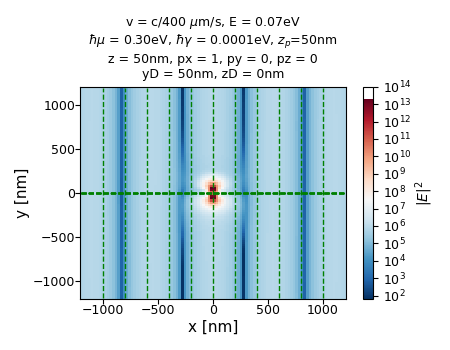 v = c/400 μm/s, E = 0.07eV
ℏμ = 0.30eV, ℏγ = 0.0001eV, z_p=50nm
z = 50nm, px = 1, py = 0, pz = 0
yD = 50nm, zD = 0nm
y [nm]
1000
500
0
−500
−1000
−1000 −500 0 500 1000
x [nm]
10^14
10^13
10^12
10^11
10^10
10^9
10^8
10^7
10^6
10^5
10^4
10^3
10^2
|E|^2